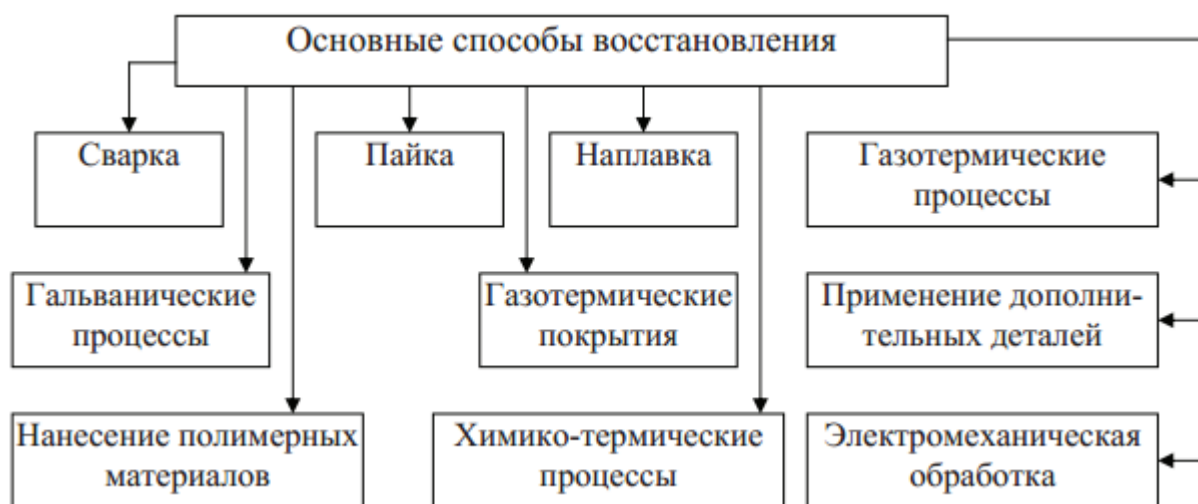 Основные способы восстановления
Сварка
Пайка
Наплавка
Газотермические
процессы
Гальванические
процессы
Газотермические
покрытия
Применение дополни-
тельных деталей
Нанесение полимерных
материалов
Химико-термические
процессы
Электромеханическая
обработка